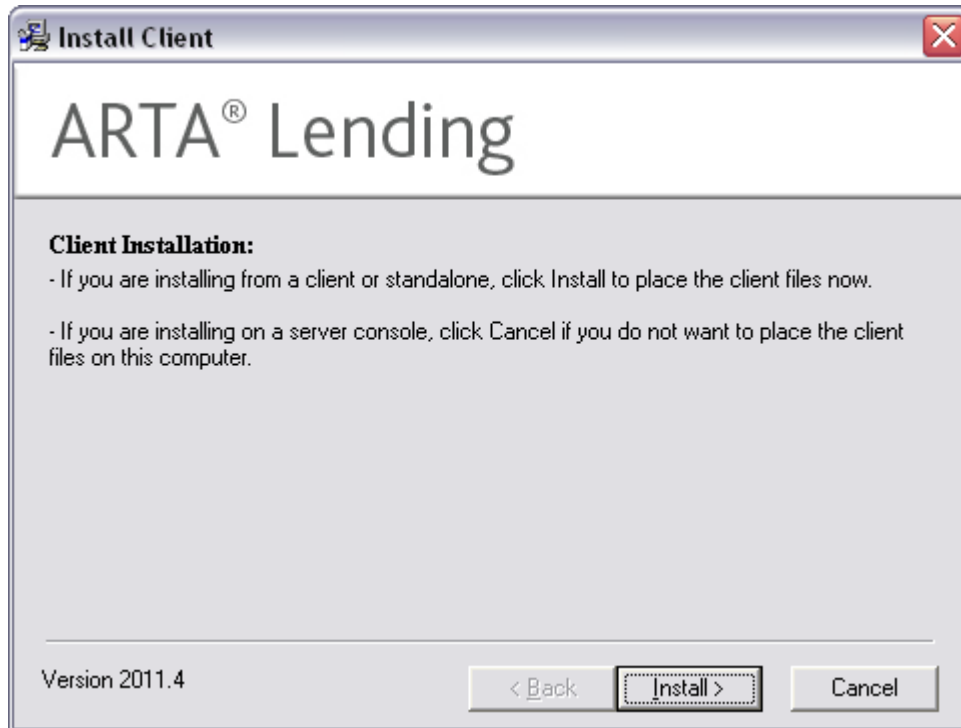 Install Client
ARTA® Lending
Client Installation:
- If you are installing from a client or standalone, click Install to place the client files now.
- If you are installing on a server console, click Cancel if you do not want to place the client
files on this computer.
Version 2011.4
< Back
Install >
Cancel